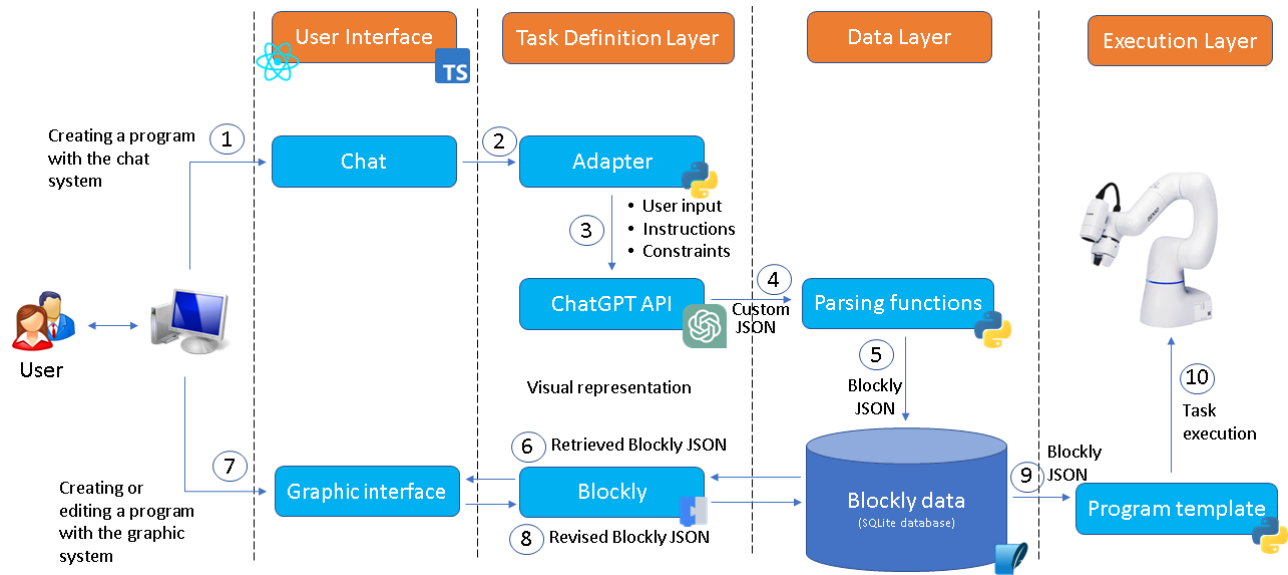 User Interface
Task Definition Layer
Data Layer
Execution Layer
TS
Creating a program
with the chat
system
1
Chat
2
Adapter
3
• User input
• Instructions
• Constraints
ChatGPT API
4
Custom
JSON
Parsing functions
5
Blockly
JSON
User
Visual representation
6
Retrieved Blockly JSON
7
Graphic interface
Blockly
8
Revised Blockly JSON
Creating or
editing a program
with the graphic
system
Blockly data
(SQLite database)
9
Blockly
JSON
Program template
10
Task
execution